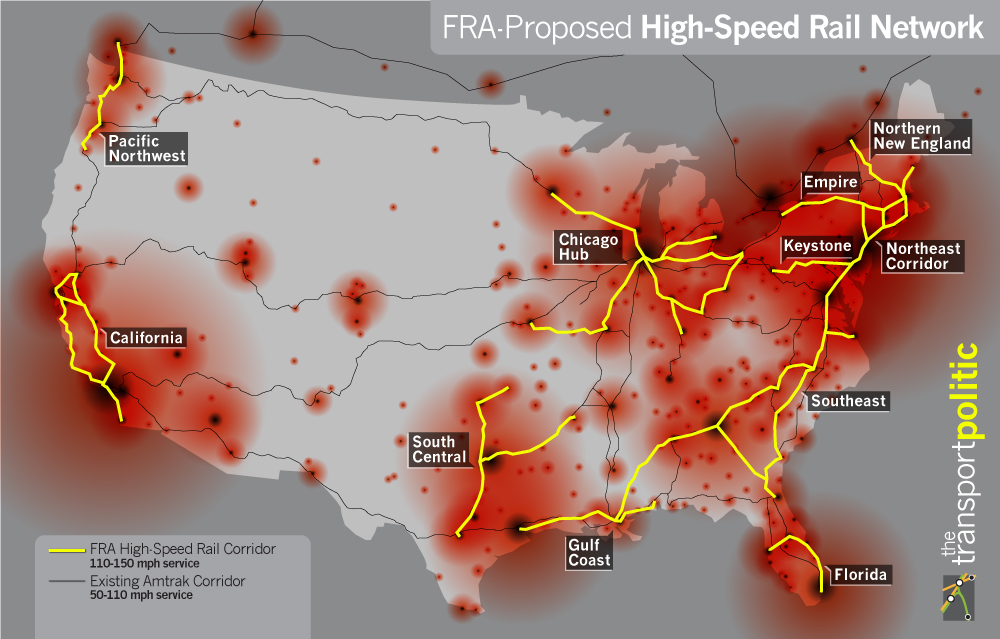 FRA-Proposed High-Speed Rail Network
Pacific
Northwest
Northern
New England
Empire
Chicago
Hub
Keystone
Northeast
Corridor
California
Southeast
South
Central
Gulf
Coast
Florida
FRA High-Speed Rail Corridor
110-150 mph service
Existing Amtrak Corridor
50-110 mph service
the
transportpolitic